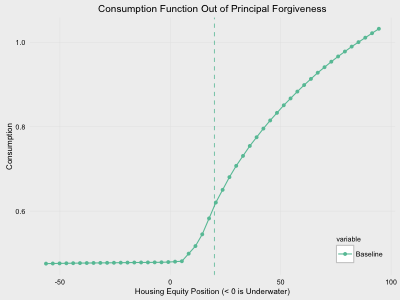 Consumption Function Out of Principal Forgiveness
Consumption
1.0
0.8
0.6
variable
Baseline
-50 0 50 100
Housing Equity Position (< 0 is Underwater)